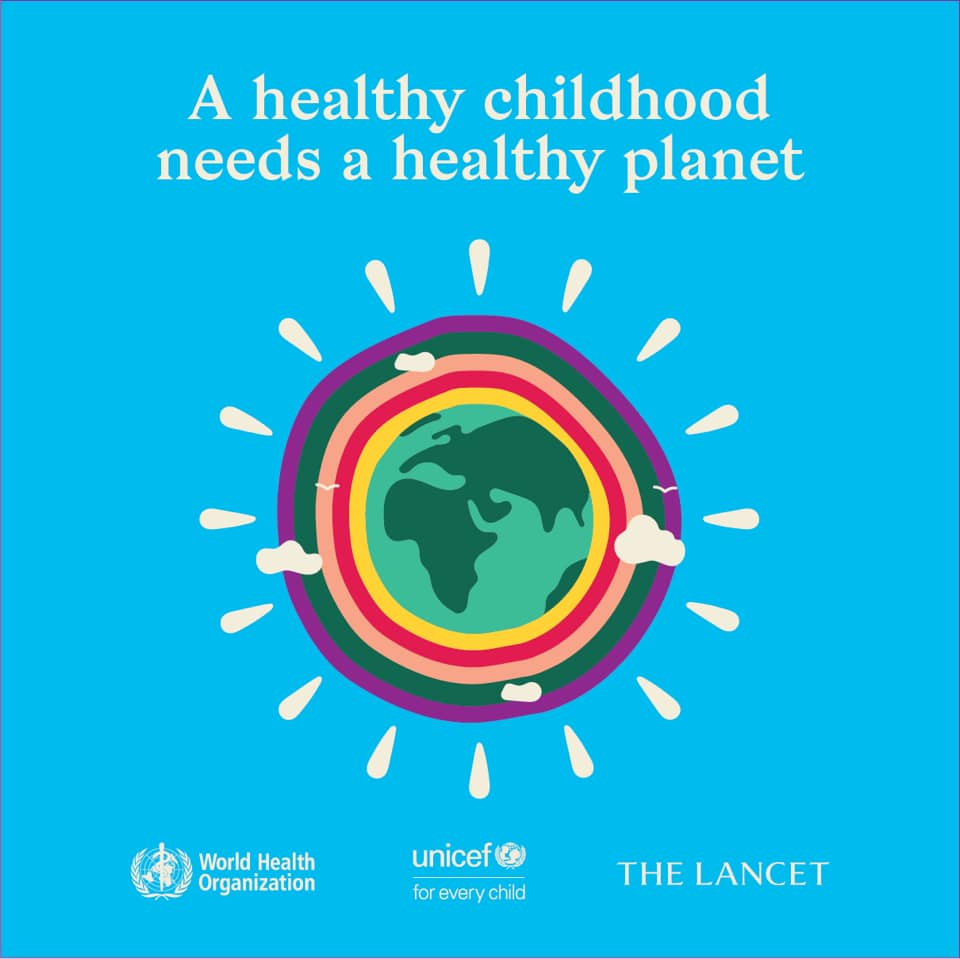 A healthy childhood
needs a healthy planet
World Health
Organization
unicef
for every child
THE LANCET